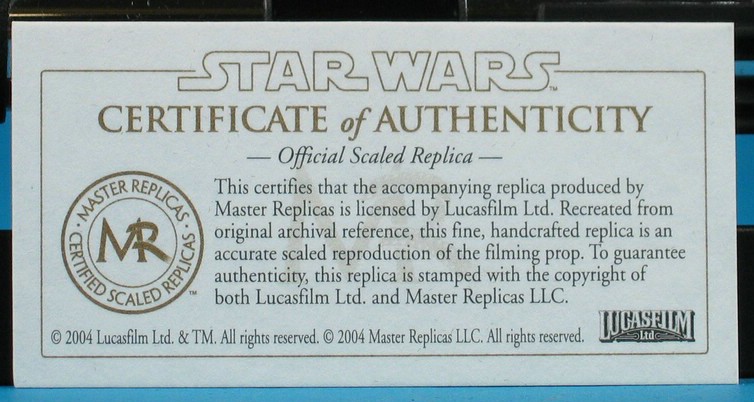 STAR WARS™
CERTIFICATE of AUTHENTICITY
— Official Scaled Replica —
· MASTER REPLICAS ·
CERTIFIED SCALED REPLICAS
MR
™
This certifies that the accompanying replica produced by
Master Replicas is licensed by Lucasfilm Ltd. Recreated from
original archival reference, this fine, handcrafted replica is an
accurate scaled reproduction of the filming prop. To guarantee
authenticity, this replica is stamped with the copyright of
both Lucasfilm Ltd. and Master Replicas LLC.
© 2004 Lucasfilm Ltd. & TM. All rights reserved. © 2004 Master Replicas LLC. All rights reserved.
LUCASFILM
Ltd